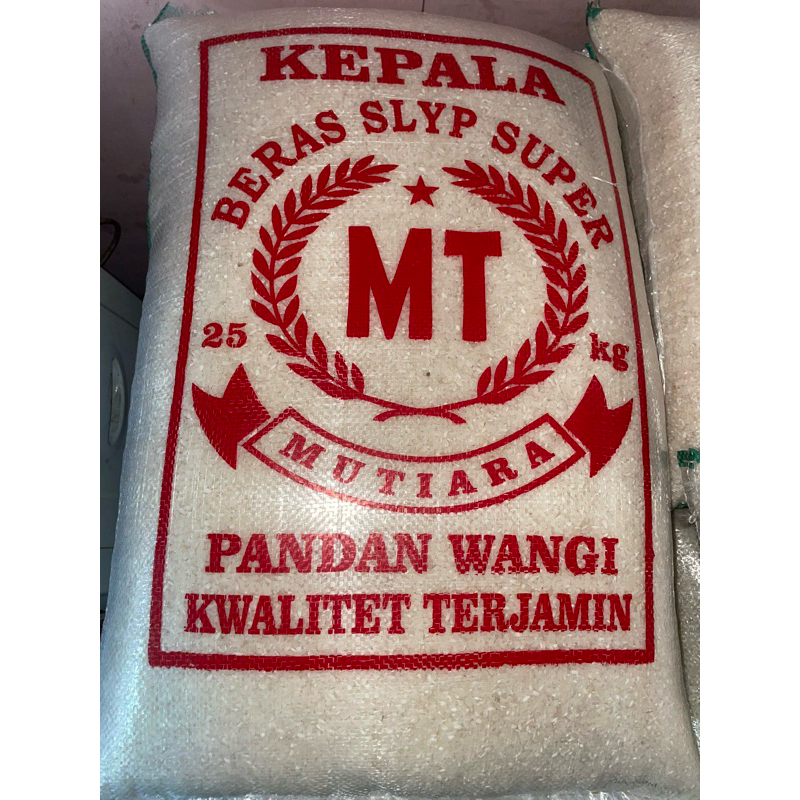 KEPALA
BERAS SLYP SUPER
MT
25 kg
MUTIARA
PANDAN WANGI
KWALITET TERJAMIN